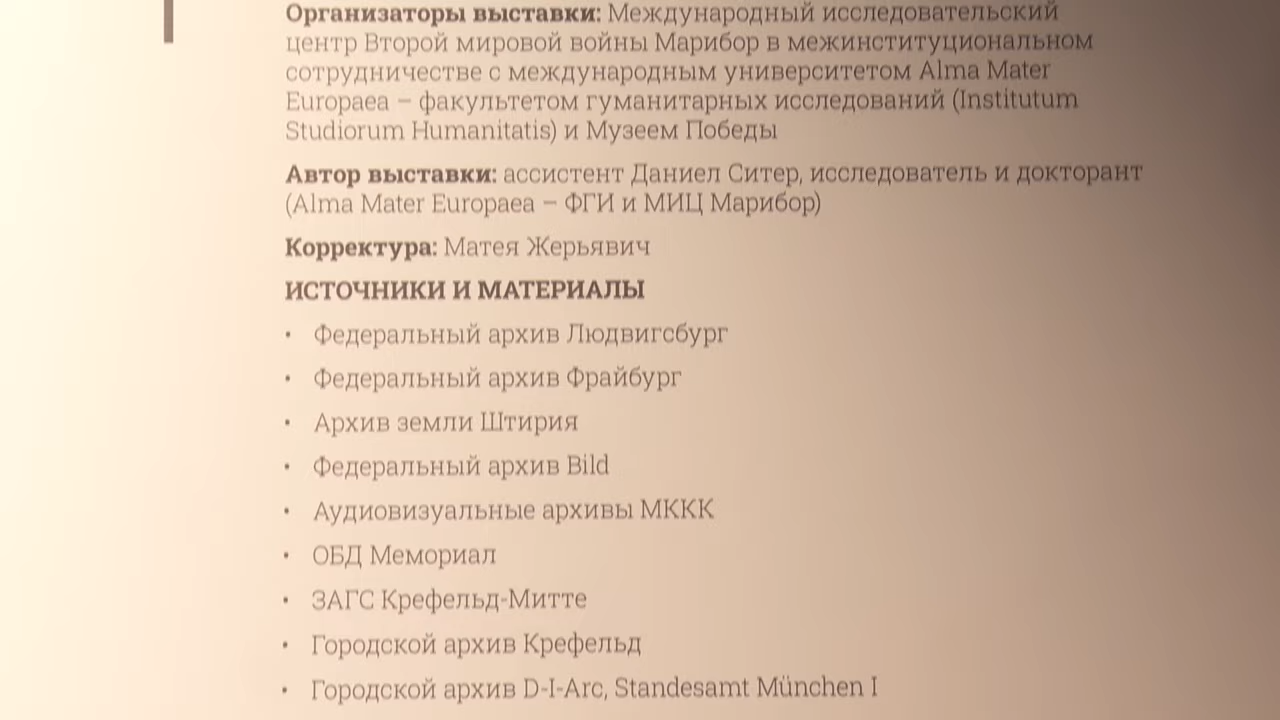 Организаторы выставки: Международный исследовательский
центр Второй мировой войны Марибор в межинституциональном
сотрудничестве с международным университетом Alma Mater
Europaea – факультетом гуманитарных исследований (Institutum
Studiorum Humanitatis) и Музеем Победы
Автор выставки: ассистент Даниел Ситер, исследователь и докторант
(Alma Mater Europaea – ФГИ и МИЦ Марибор)
Корректура: Матея Жерьявич
ИСТОЧНИКИ И МАТЕРИАЛЫ
• Федеральный архив Людвигсбург
• Федеральный архив Фрайбург
• Архив земли Штирия
• Федеральный архив Bild
• Аудиовизуальные архивы МККК
• ОБД Мемориал
• ЗАГС Крефельд-Митте
• Городской архив Крефельд
• Городской архив D-I-Arc, Standesamt München I